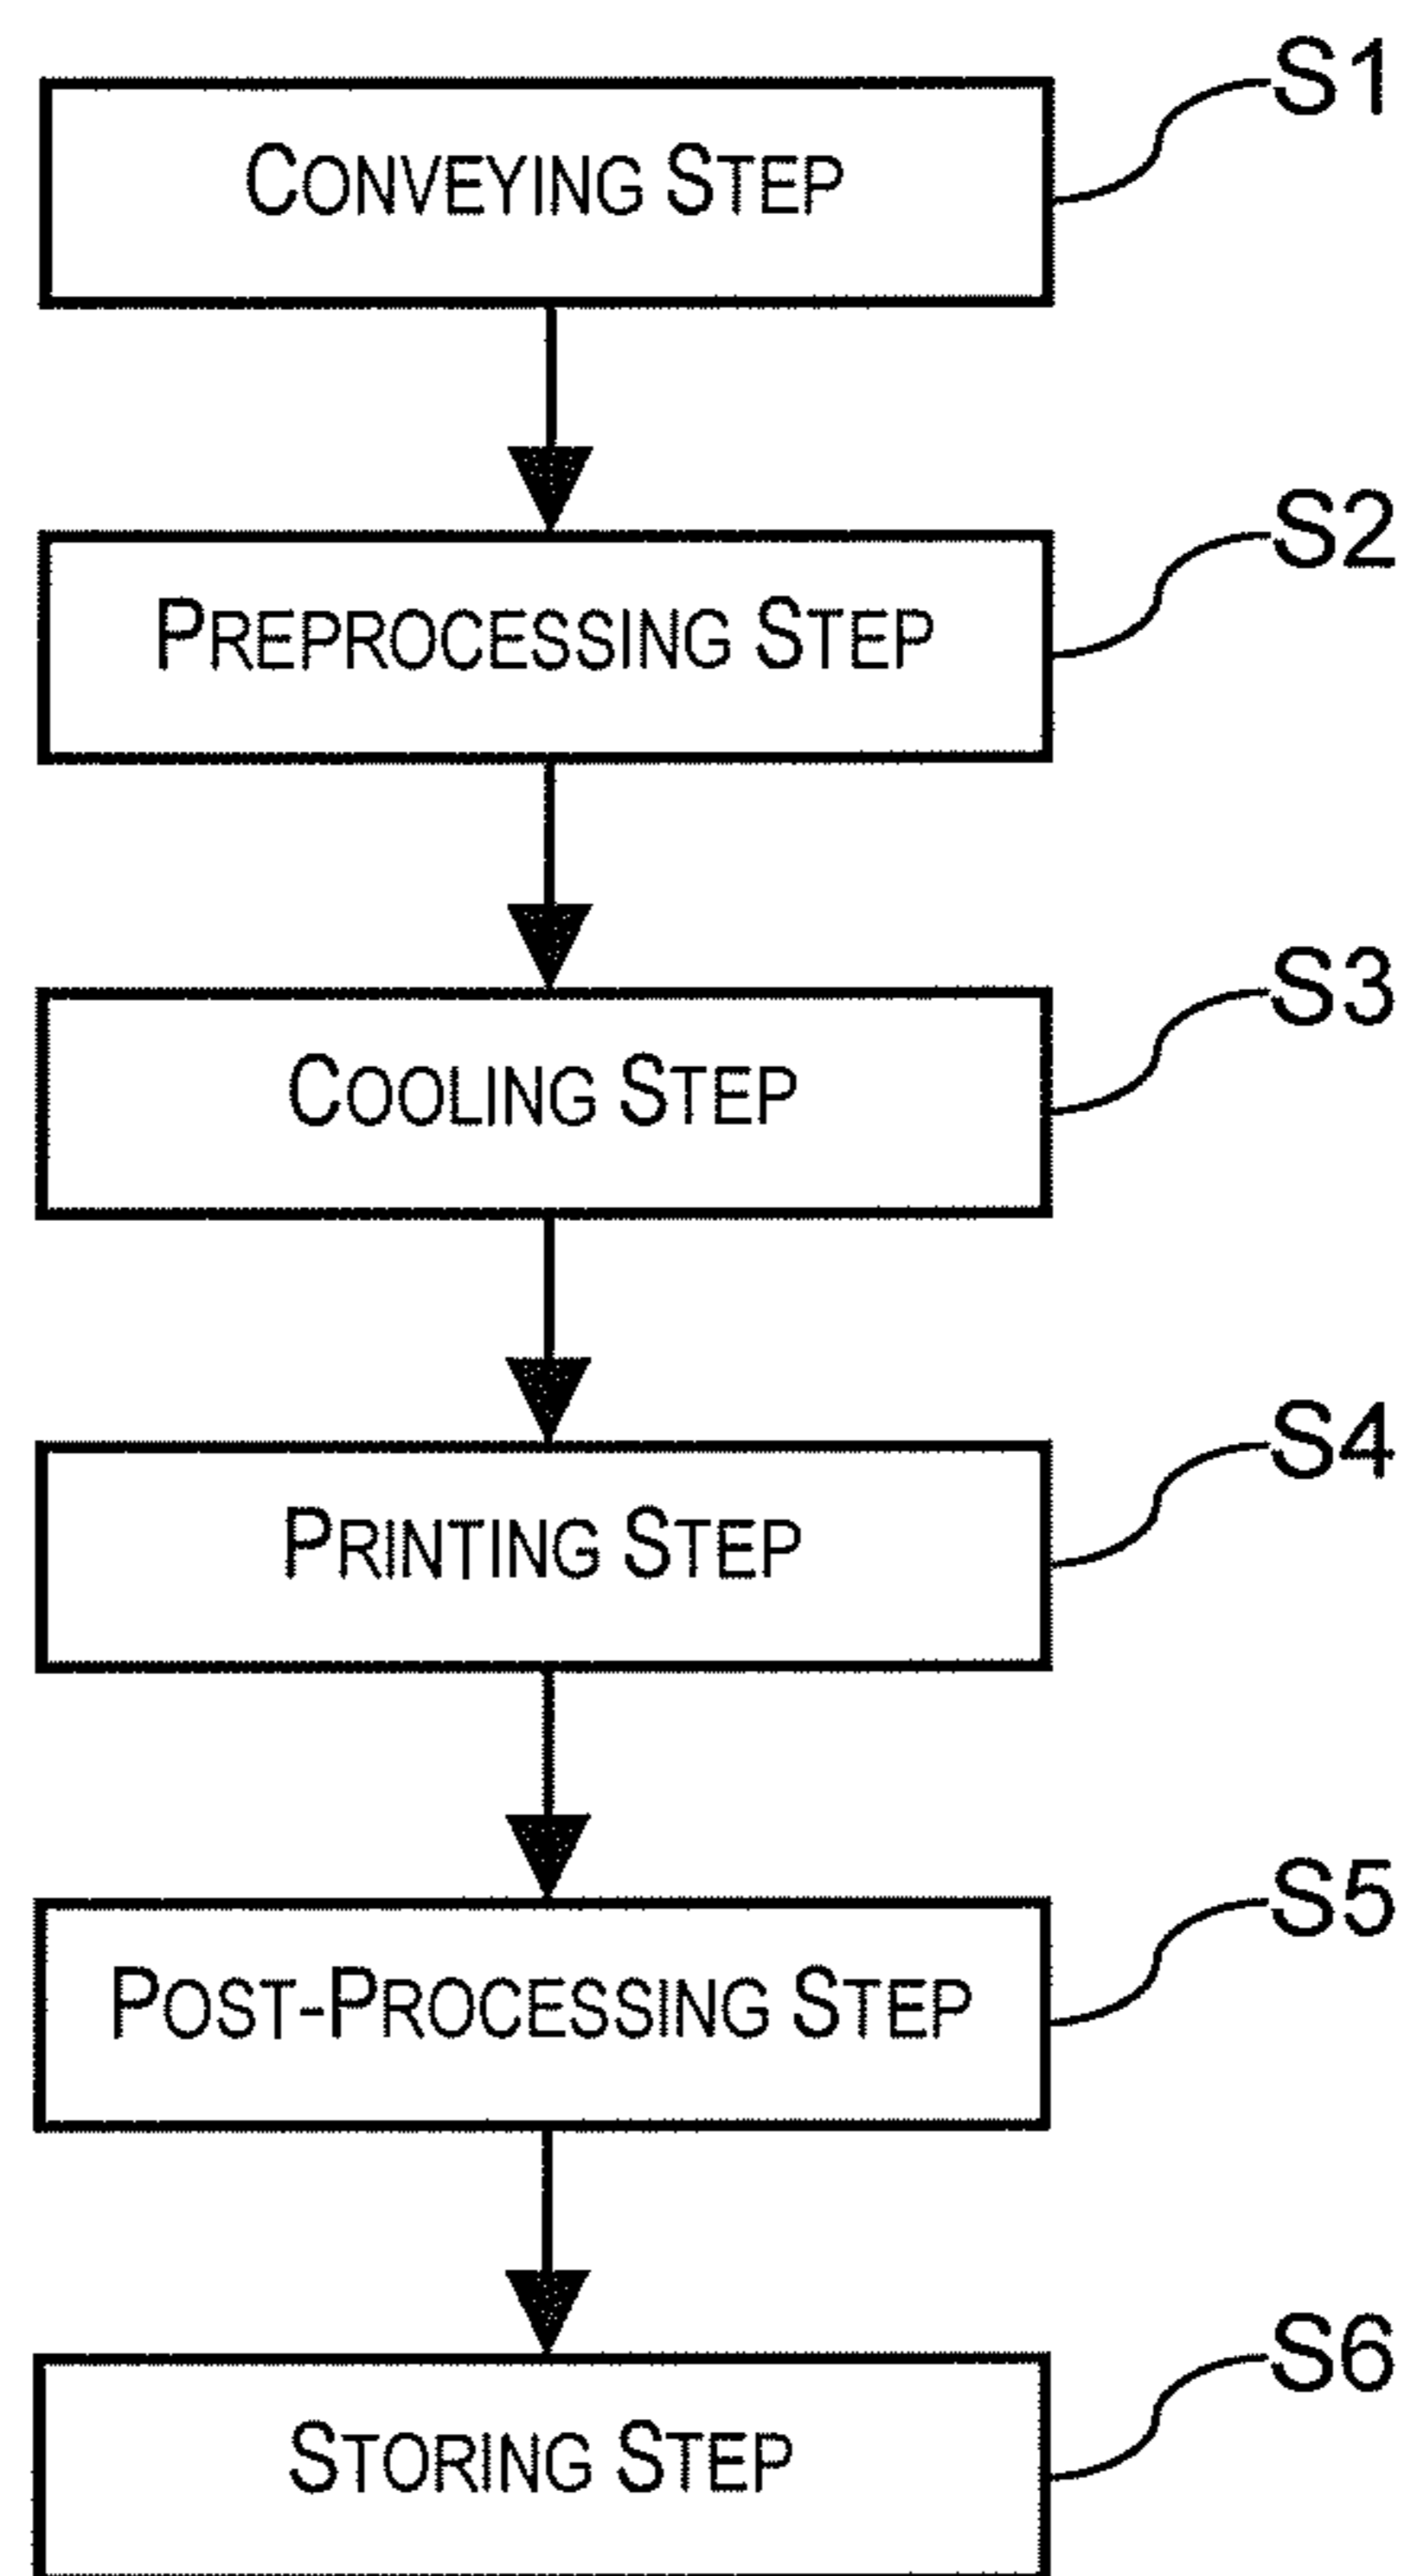 S1
CONVEYING STEP
S2
PREPROCESSING STEP
S3
COOLING STEP
S4
PRINTING STEP
S5
POST-PROCESSING STEP
S6
STORING STEP